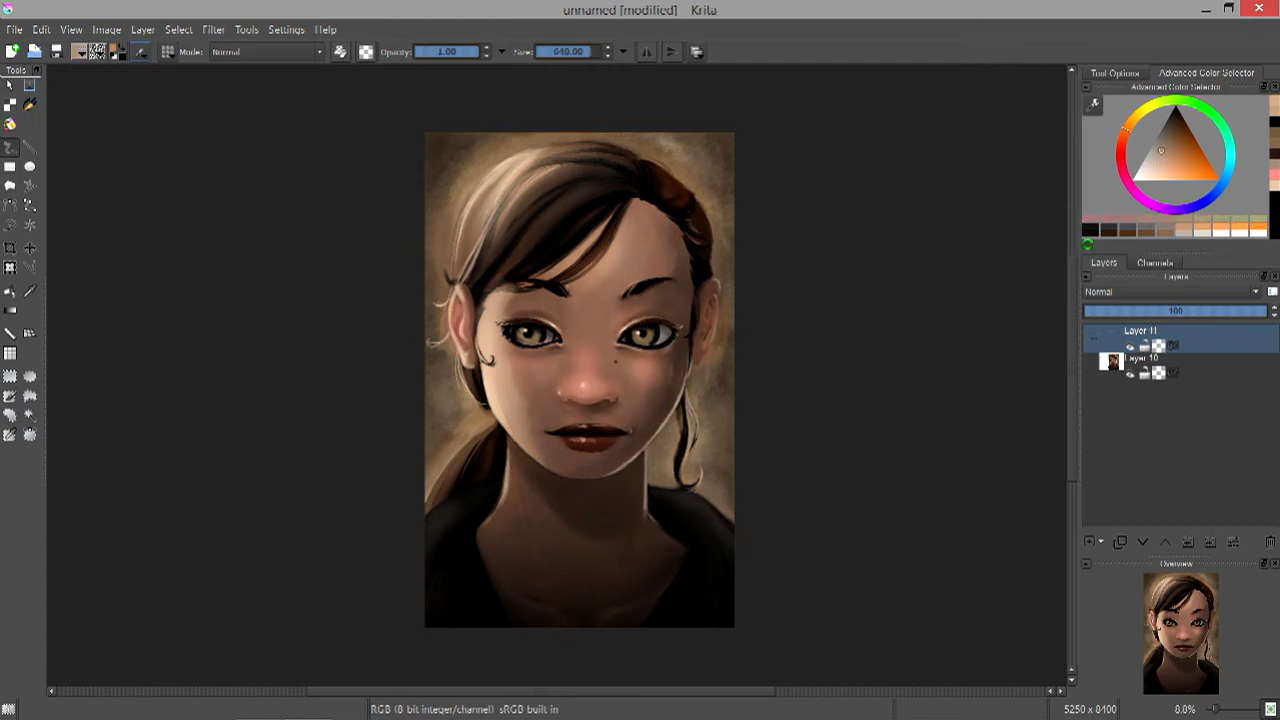 unnamed [modified] Krita
File Edit View Image Layer Select Filter Tools Settings Help
Mode: Normal Opacity: 1.00 Size: 640.00
Tools
Tool Options Advanced Color Selector
Advanced Color Selector
Layers Channels
Layers
Normal
100
Layer 11
Layer 10
Overview
RGB (8 bit integer/channel) sRGB built in 5250 x 8400 8.8%